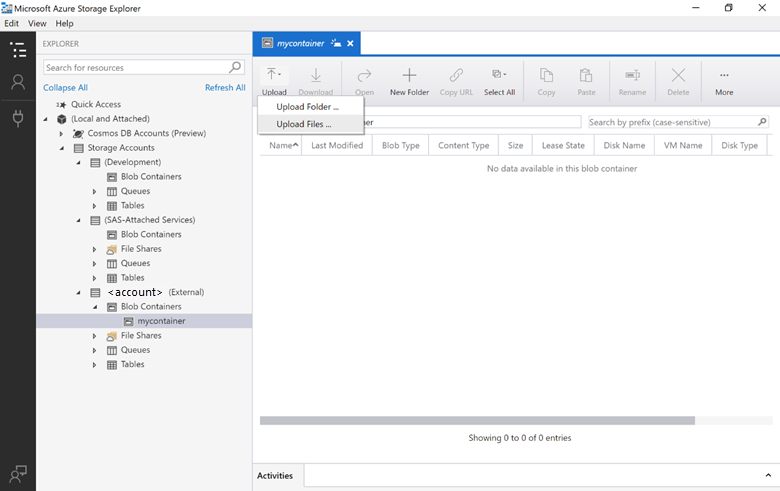 Microsoft Azure Storage Explorer
Edit View Help
EXPLORER
Search for resources
Collapse All Refresh All
Quick Access
(Local and Attached)
Cosmos DB Accounts (Preview)
Storage Accounts
(Development)
Blob Containers
Queues
Tables
(SAS-Attached Services)
Blob Containers
File Shares
Queues
Tables
<account> (External)
Blob Containers
mycontainer
File Shares
Queues
Tables
mycontainer
Upload Download Open New Folder Copy URL Select All Copy Paste Rename Delete More
Upload Folder ...
Upload Files ...
Search by prefix (case-sensitive)
Name Last Modified Blob Type Content Type Size Lease State Disk Name VM Name Disk Type
No data available in this blob container
Showing 0 to 0 of 0 entries
Activities